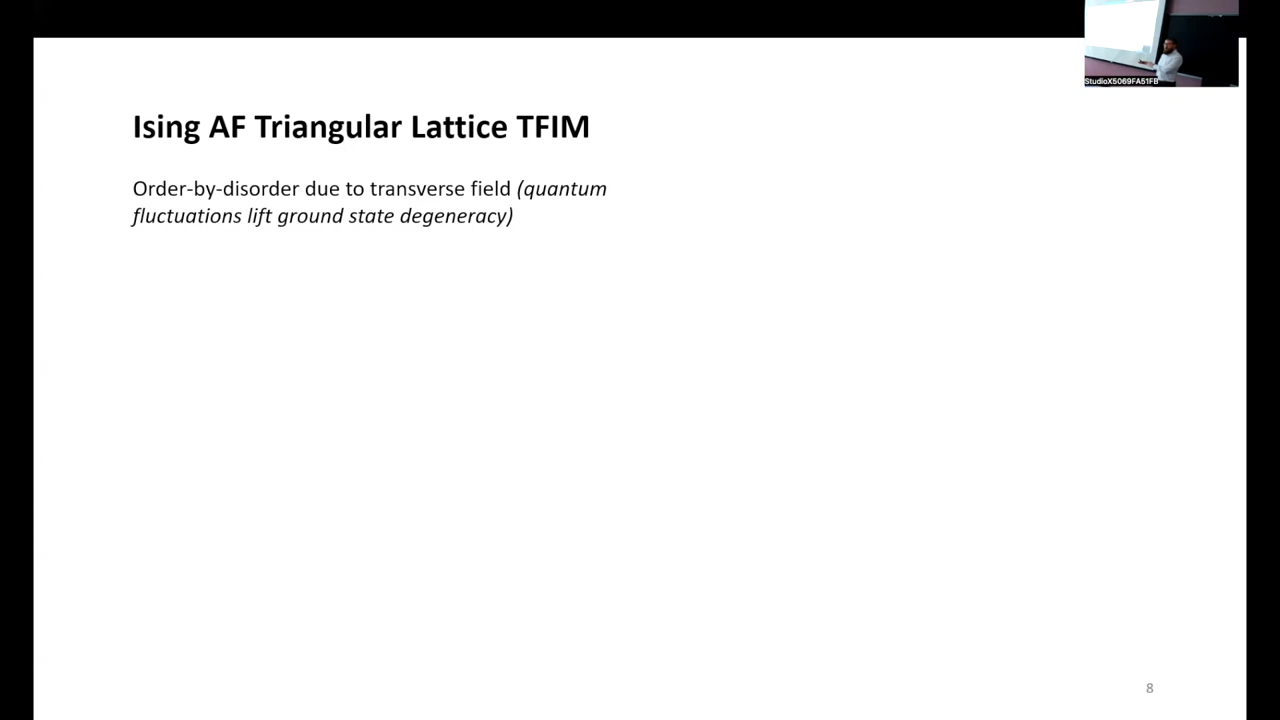 StudioX5069FA51FB
Ising AF Triangular Lattice TFIM
Order-by-disorder due to transverse field (quantum
fluctuations lift ground state degeneracy)
8